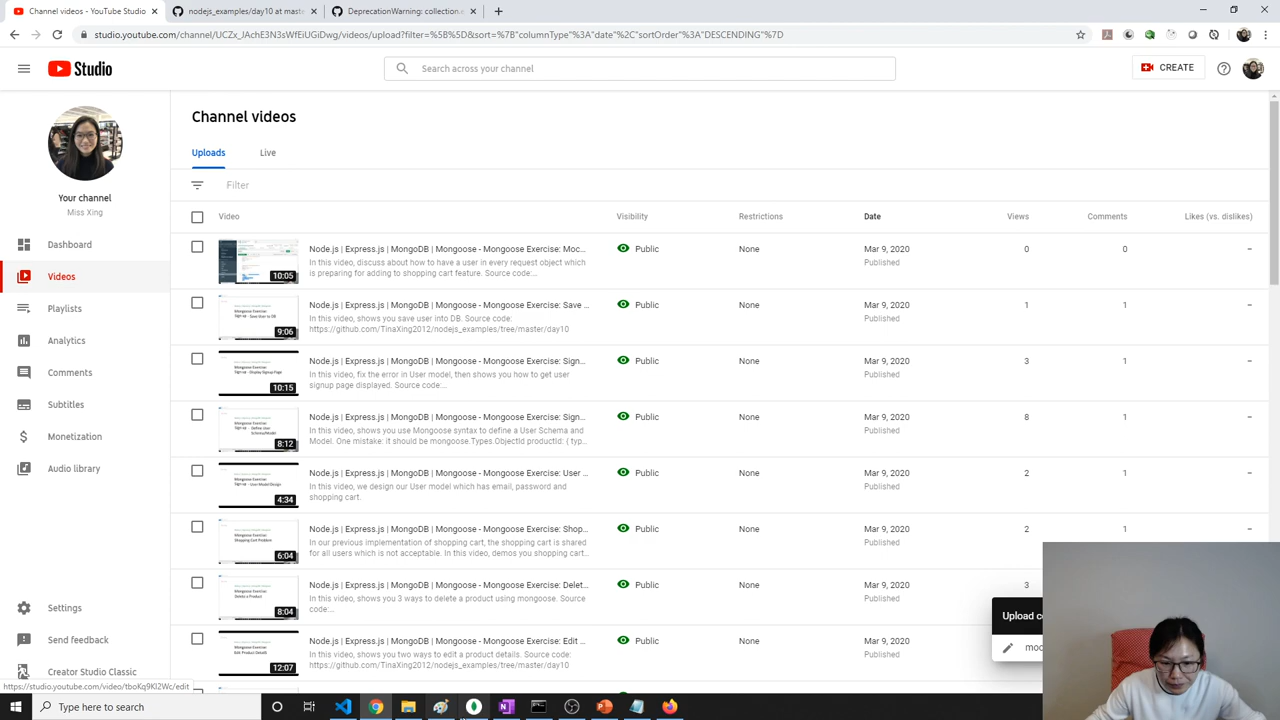 Channel videos - YouTube Studio
nodejs_examples/day10 at maste
DeprecationWarning: collection.e
studio.youtube.com/channel/UCZx_JAchE3N3sWfEiUGiDwg/videos/upload?filter=%5B%5D&sort=%7B"columnType"%3A"date"%2C"sortOrder"%3A"DESCENDING"%7D
Studio
Search across your channel
CREATE
Your channel
Miss Xing
Dashboard
Videos
Playlists
Analytics
Comments
Subtitles
Monetization
Audio library
Settings
Send feedback
Creator Studio Classic
Channel videos
Uploads
Live
Filter
Video Visibility Restrictions Date Views Comments Likes (vs. dislikes)
10:05
Node.js | Express.js | MongoDB | Mongoose - Mongoose Exercise: Moc... Public None Mar 9, 2020 0 0 –
In this video, discuss about how to have a user in every request object which Published
is preparing for adding to shopping cart feature. Source code:...
9:06
Node.js | Express.js | MongoDB | Mongoose - Mongoose Exercise: Save ... Public None Mar 9, 2020 1 1 –
In this video, shows you save user into DB. Source code: Published
https://github.com/TinaXing2012/nodejs_examples/tree/master/day10
10:15
Node.js | Express.js | MongoDB | Mongoose - Mongoose Exercise: Sign... Public None Mar 9, 2020 3 1 –
In this video, fix the error in User model, then shows you how to get user Published
signup page displayed. Source code:...
8:12
Node.js | Express.js | MongoDB | Mongoose - Mongoose Exercise: Sign... Public None Mar 9, 2020 8 1 –
In this video, shows you use Mongoose syntax to define a User Schema and Published
Model. One mistake: it should be mongoose.Types.ObjectId productId: { typ...
4:34
Node.js | Express.js | MongoDB | Mongoose - Mongoose Exercise: User ... Public None Mar 9, 2020 2 1 –
In this video, we design our User model which has email, password and Published
shopping cart.
6:04
Node.js | Express.js | MongoDB | Mongoose - Mongoose Exercise: Shop... Public None Mar 9, 2020 2 1 –
In our previous implementation of shopping cart, the shopping cart is shared Published
for all users which is not acceptable. In this video, demos you shopping cart...
8:04
Node.js | Express.js | MongoDB | Mongoose - Mongoose Exercise: Delet... Public None Mar 9, 2020 3
In this video, shows you 3 ways to delete a product using mongoose. Source Published
code:...
12:07
Node.js | Express.js | MongoDB | Mongoose - Mongoose Exercise: Edit ... Public None Mar 9, 2020
In this video, shows you two ways to edit a product details. Source code: Published
https://github.com/TinaXing2012/nodejs_examples/tree/master/day10
Upload co
mod
https://studio.youtube.com/video/tboKq9Kl2Wc/edit
Type here to search